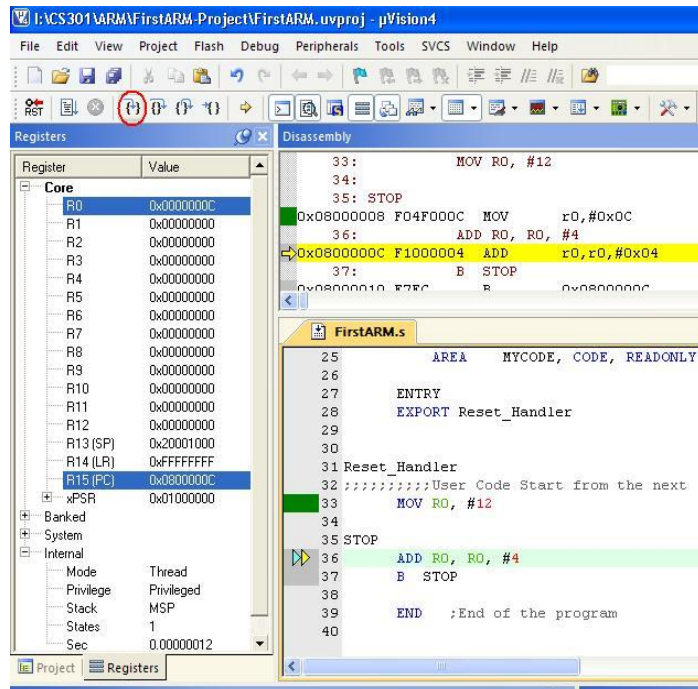 I:\CS301\ARM\FirstARM-Project\FirstARM.uvproj - µVision4
File Edit View Project Flash Debug Peripherals Tools SVCS Window Help
RST
Registers
Register Value
Core
R0 0x0000000C
R1 0x00000000
R2 0x00000000
R3 0x00000000
R4 0x00000000
R5 0x00000000
R6 0x00000000
R7 0x00000000
R8 0x00000000
R9 0x00000000
R10 0x00000000
R11 0x00000000
R12 0x00000000
R13 (SP) 0x20001000
R14 (LR) 0xFFFFFFFF
R15 (PC) 0x0800000C
xPSR 0x01000000
Banked
System
Internal
Mode Thread
Privilege Privileged
Stack MSP
States 1
Sec 0.00000012
Project Registers
Disassembly
33: MOV R0, #12
34:
35: STOP
0x08000008 F04F000C MOV r0,#0x0C
36: ADD R0, R0, #4
0x0800000C F1000004 ADD r0,r0,#0x04
37: B STOP
0x08000010 E7FC B 0x0800000C
FirstARM.s
25 AREA MYCODE, CODE, READONLY
26
27 ENTRY
28 EXPORT Reset_Handler
29
30
31 Reset_Handler
32 ;;;;;;;;;;User Code Start from the next
33 MOV R0, #12
34
35 STOP
36 ADD R0, R0, #4
37 B STOP
38
39 END ;End of the program
40